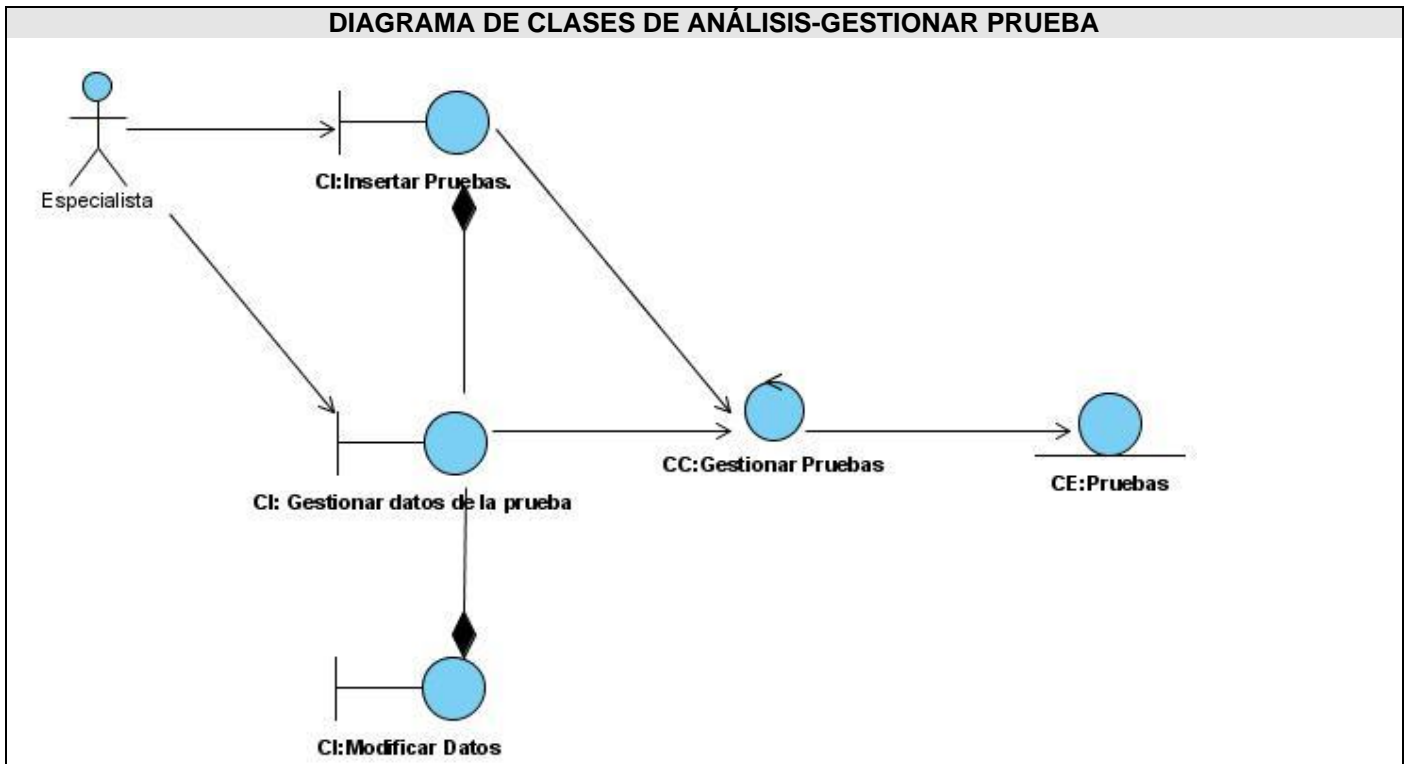 DIAGRAMA DE CLASES DE ANÁLISIS-GESTIONAR PRUEBA
Especialista
CI:Insertar Pruebas.
CI: Gestionar datos de la prueba
CC:Gestionar Pruebas
CE:Pruebas
CI:Modificar Datos